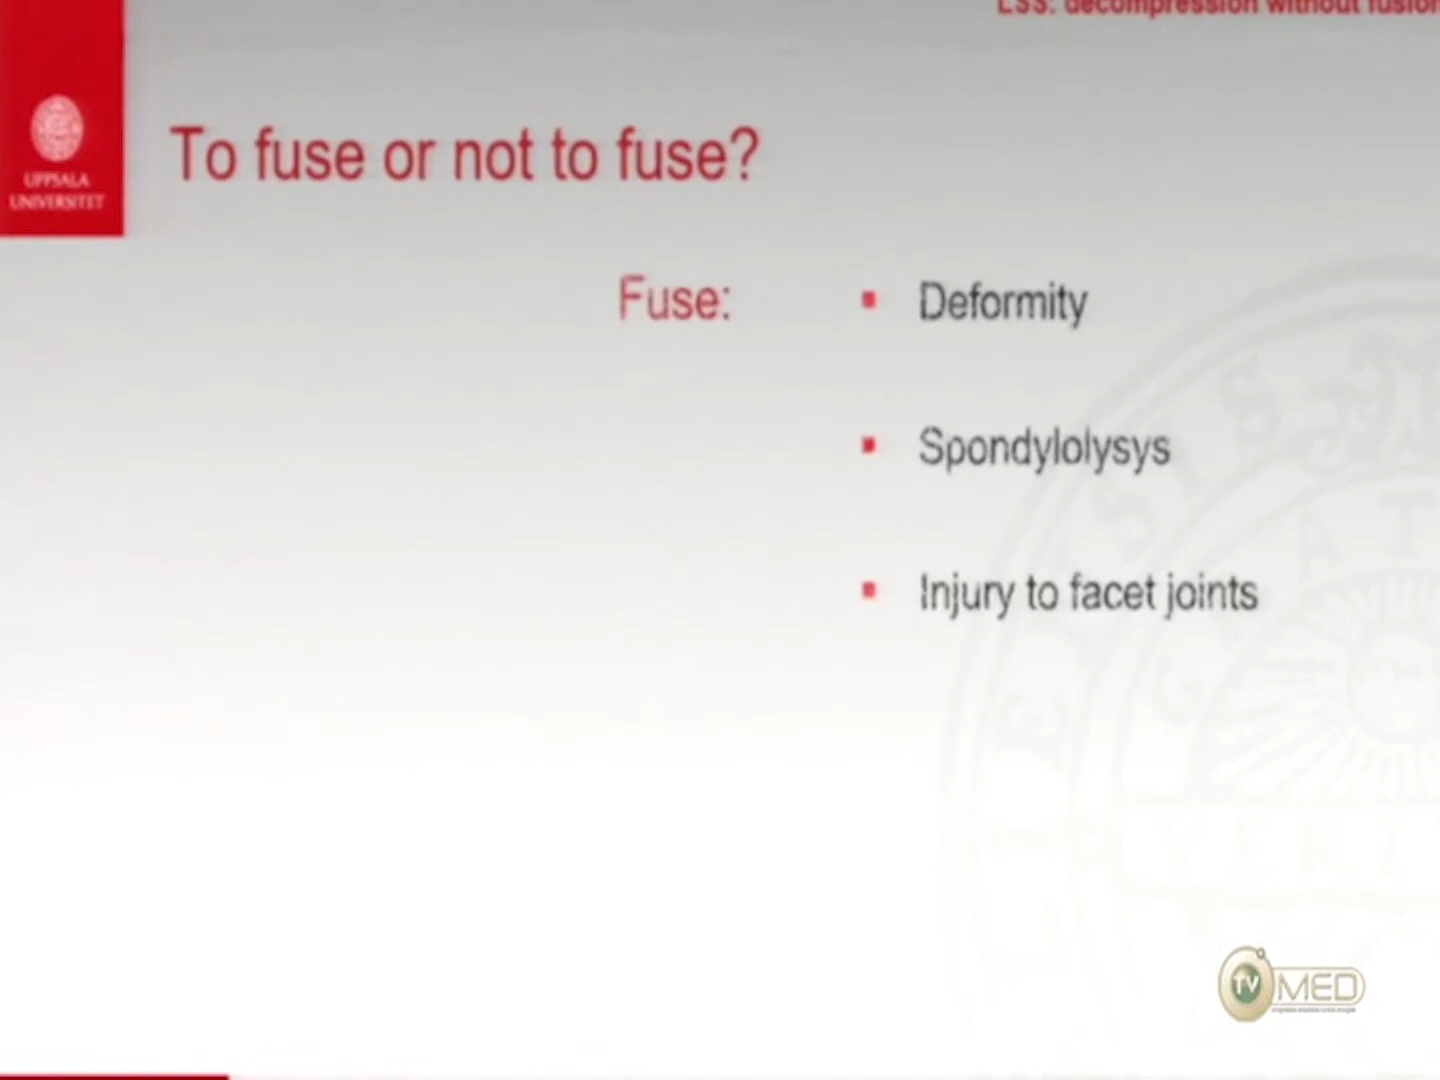 LSS: decompression without fusion
UPPSALA
UNIVERSITET
To fuse or not to fuse?
Fuse:
▪ Deformity
▪ Spondylolysys
▪ Injury to facet joints
TV MED